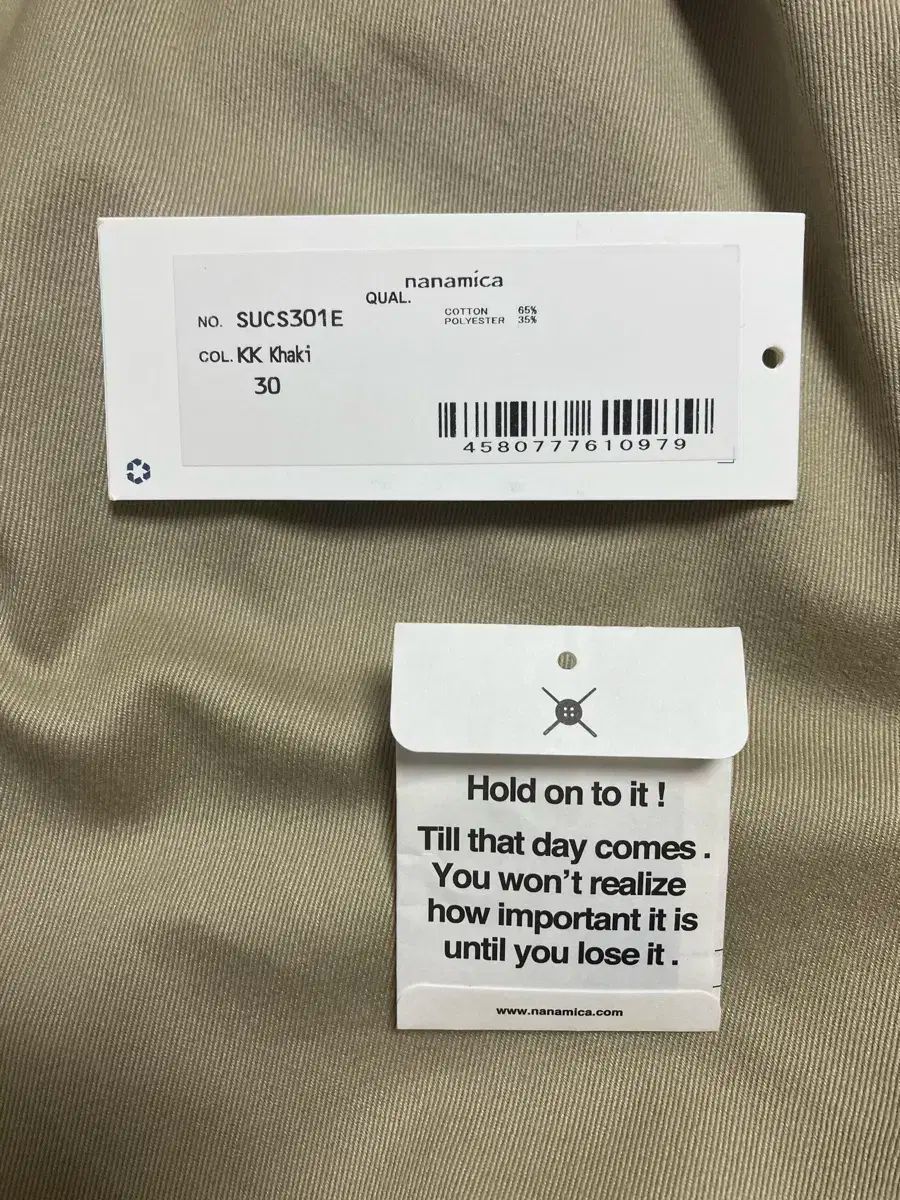 nanamica
QUAL.
COTTON 65%
POLYESTER 35%
NO. SUCS301E
COL. KK Khaki
30
4580777610979
Hold on to it !
Till that day comes .
You won't realize
how important it is
until you lose it .
www.nanamica.com